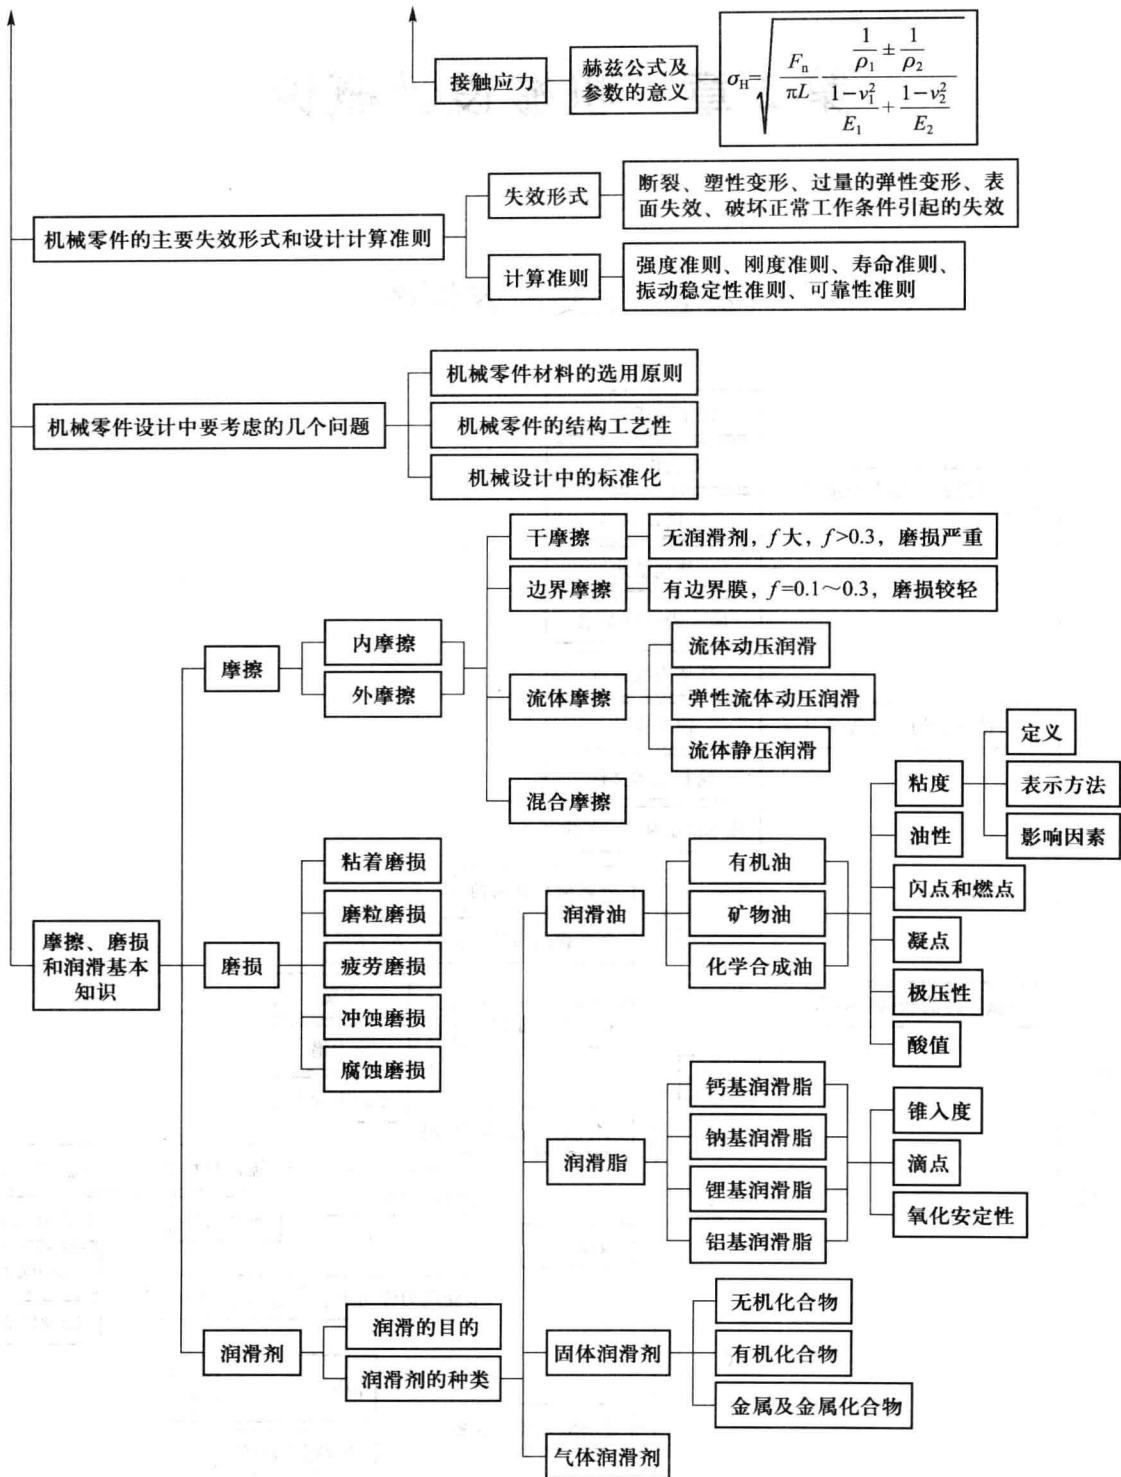 接触应力
赫兹公式及
参数的意义
σ_H=√(F_n/(πL) · (1/ρ_1 ± 1/ρ_2)/((1-ν_1^2)/E_1 + (1-ν_2^2)/E_2))
失效形式
断裂、塑性变形、过量的弹性变形、表
面失效、破坏正常工作条件引起的失效
机械零件的主要失效形式和设计计算准则
计算准则
强度准则、刚度准则、寿命准则、
振动稳定性准则、可靠性准则
机械零件材料的选用原则
机械零件设计中要考虑的几个问题
机械零件的结构工艺性
机械设计中的标准化
干摩擦
无润滑剂，f大，f>0.3，磨损严重
边界摩擦
有边界膜，f=0.1～0.3，磨损较轻
摩擦
内摩擦
外摩擦
流体摩擦
流体动压润滑
弹性流体动压润滑
流体静压润滑
混合摩擦
摩擦、磨损
和润滑基本
知识
磨损
粘着磨损
磨粒磨损
疲劳磨损
冲蚀磨损
腐蚀磨损
润滑油
有机油
矿物油
化学合成油
粘度
定义
表示方法
影响因素
油性
闪点和燃点
凝点
极压性
酸值
润滑脂
钙基润滑脂
钠基润滑脂
锂基润滑脂
铝基润滑脂
锥入度
滴点
氧化安定性
润滑剂
润滑的目的
润滑剂的种类
固体润滑剂
无机化合物
有机化合物
金属及金属化合物
气体润滑剂